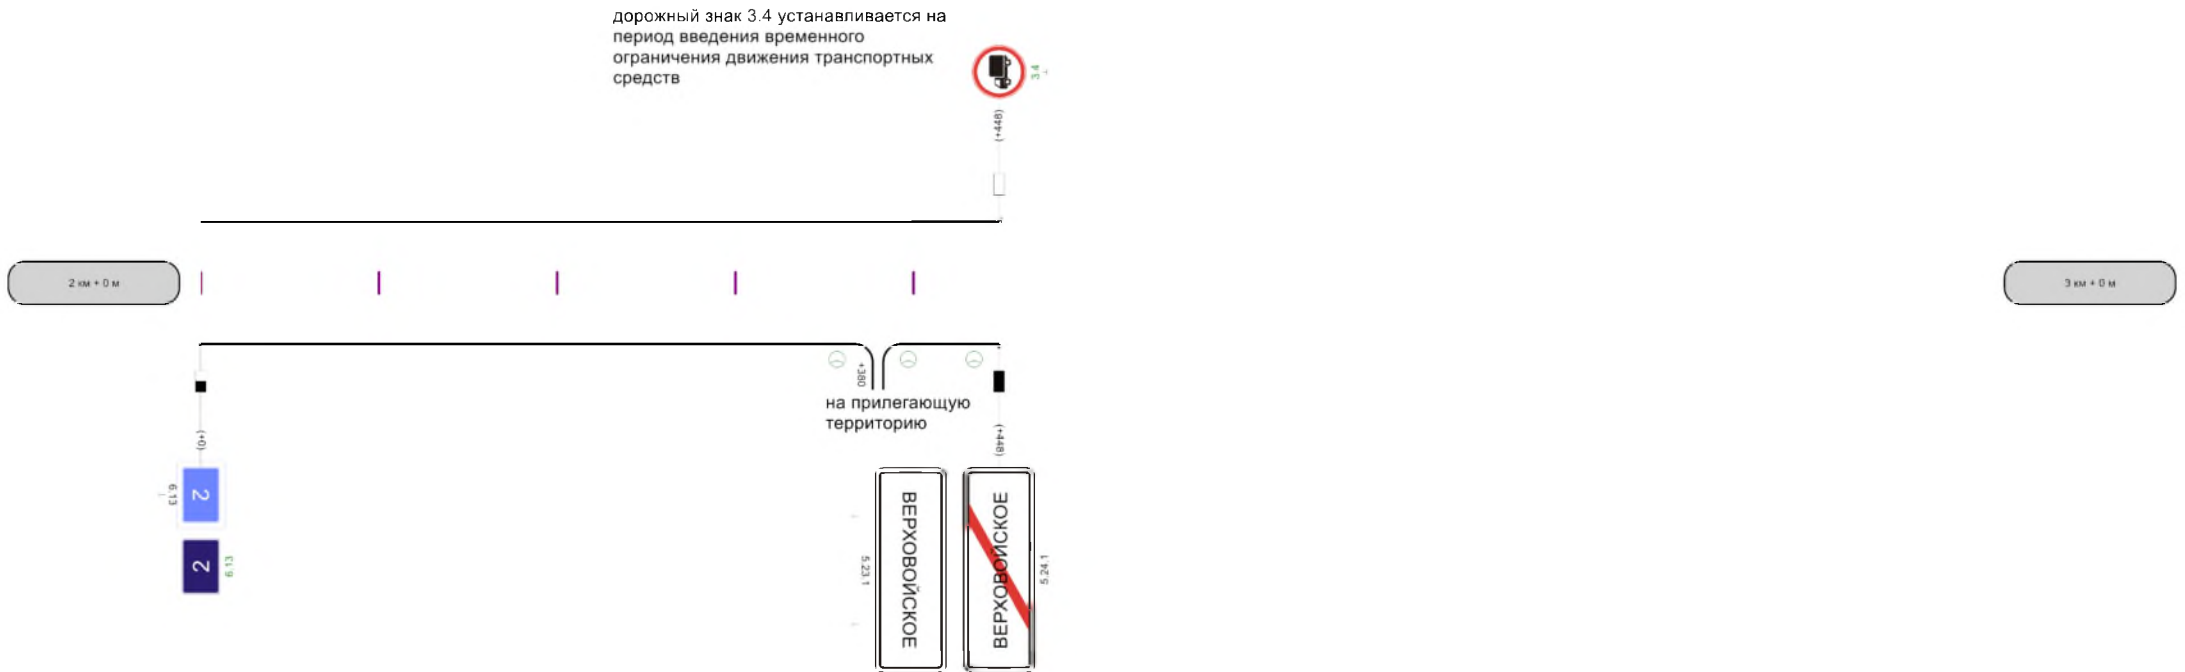 дорожный знак 3.4 устанавливается на
период введения временного
ограничения движения транспортных
средств
3.4
(+448)
2 км + 0 м
3 км + 0 м
+380
на прилегающую
территорию
(+0)
(+448)
2
6.13
2
6.13
ВЕРХОВОЙСКОЕ
5.23.1
ВЕРХОВОЙСКОЕ
5.24.1